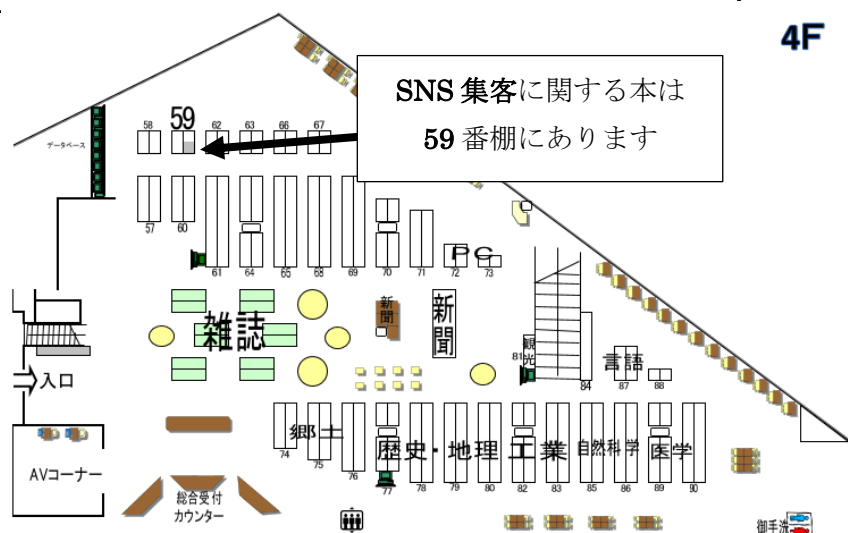 4F
SNS 集客に関する本は
59 番棚にあります
58
59
62
63
66
67
データベース
57
60
61
64
65
68
69
70
71
72
73
PC
雑誌
新聞
新聞
観光
81
84
言語
87
88
入口
郷土
歴史・地理
工業
自然科学
医学
74
75
76
77
78
79
80
82
83
85
86
89
90
AVコーナー
総合受付
カウンター
御手洗